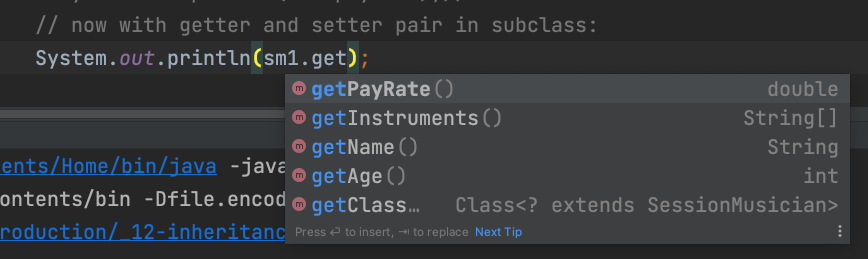 // now with getter and setter pair in subclass:
System.out.println(sm1.get);
getPayRate() double
getInstruments() String[]
getName() String
getAge() int
getClass… Class<? extends SessionMusician>
Press ↵ to insert, ⇥ to replace Next Tip
ents/Home/bin/java -java
ontents/bin -Dfile.encod
roduction/_12-inheritanc